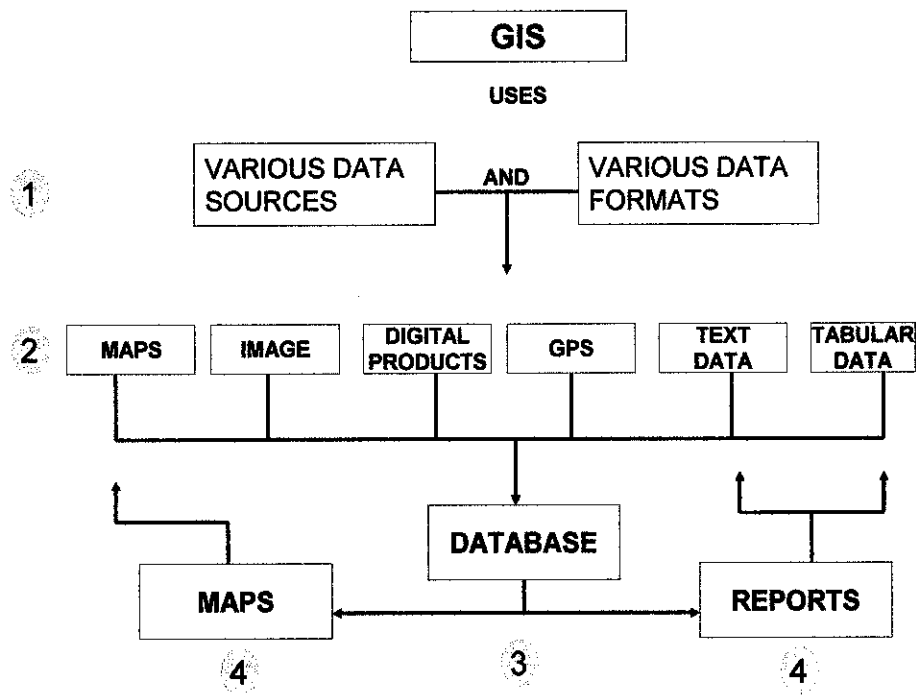 GIS
USES
1
VARIOUS DATA
SOURCES
AND
VARIOUS DATA
FORMATS
2
MAPS
IMAGE
DIGITAL
PRODUCTS
GPS
TEXT
DATA
TABULAR
DATA
DATABASE
MAPS
REPORTS
4
3
4